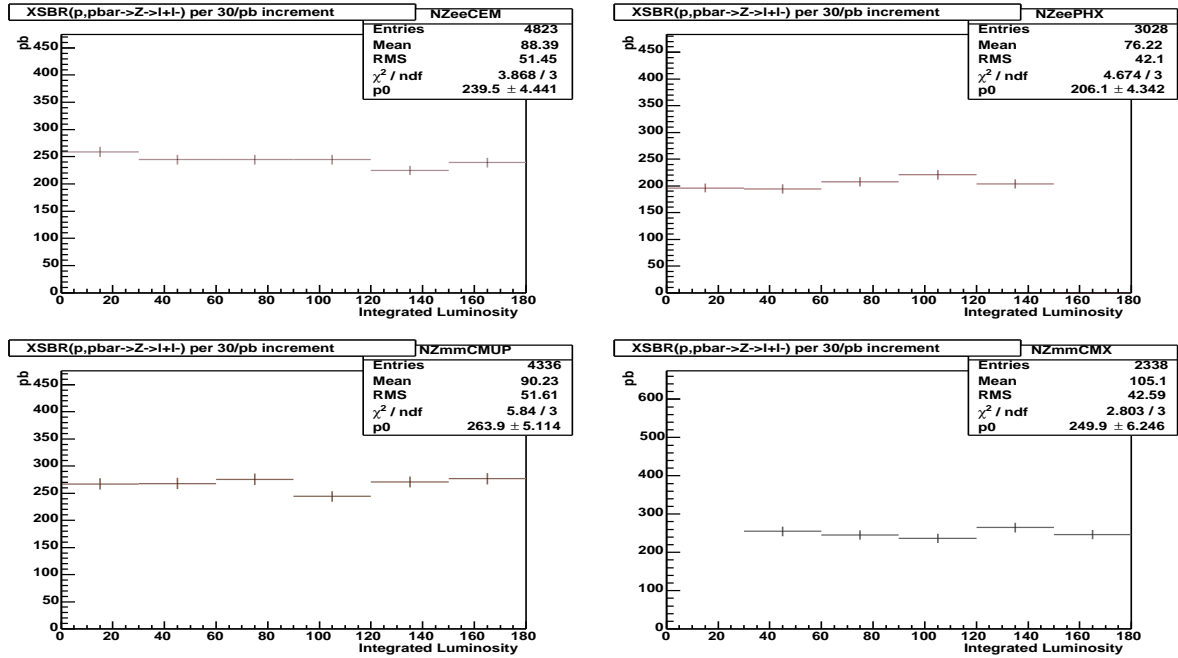 XSBR(p,pbar->Z->l+l-) per 30/pb increment
NZeeCEM
Entries 4823
Mean 88.39
RMS 51.45
χ² / ndf 3.868 / 3
p0 239.5 ± 4.441
pb
450
400
350
300
250
200
150
100
50
0
0 20 40 60 80 100 120 140 160 180
Integrated Luminosity
XSBR(p,pbar->Z->l+l-) per 30/pb increment
NZeePHX
Entries 3028
Mean 76.22
RMS 42.1
χ² / ndf 4.674 / 3
p0 206.1 ± 4.342
pb
450
400
350
300
250
200
150
100
50
0
0 20 40 60 80 100 120 140 160 180
Integrated Luminosity
XSBR(p,pbar->Z->l+l-) per 30/pb increment
NZmmCMUP
Entries 4336
Mean 90.23
RMS 51.61
χ² / ndf 5.84 / 3
p0 263.9 ± 5.114
pb
450
400
350
300
250
200
150
100
50
0
0 20 40 60 80 100 120 140 160 180
Integrated Luminosity
XSBR(p,pbar->Z->l+l-) per 30/pb increment
NZmmCMX
Entries 2338
Mean 105.1
RMS 42.59
χ² / ndf 2.803 / 3
p0 249.9 ± 6.246
pb
600
500
400
300
200
100
0
0 20 40 60 80 100 120 140 160 180
Integrated Luminosity